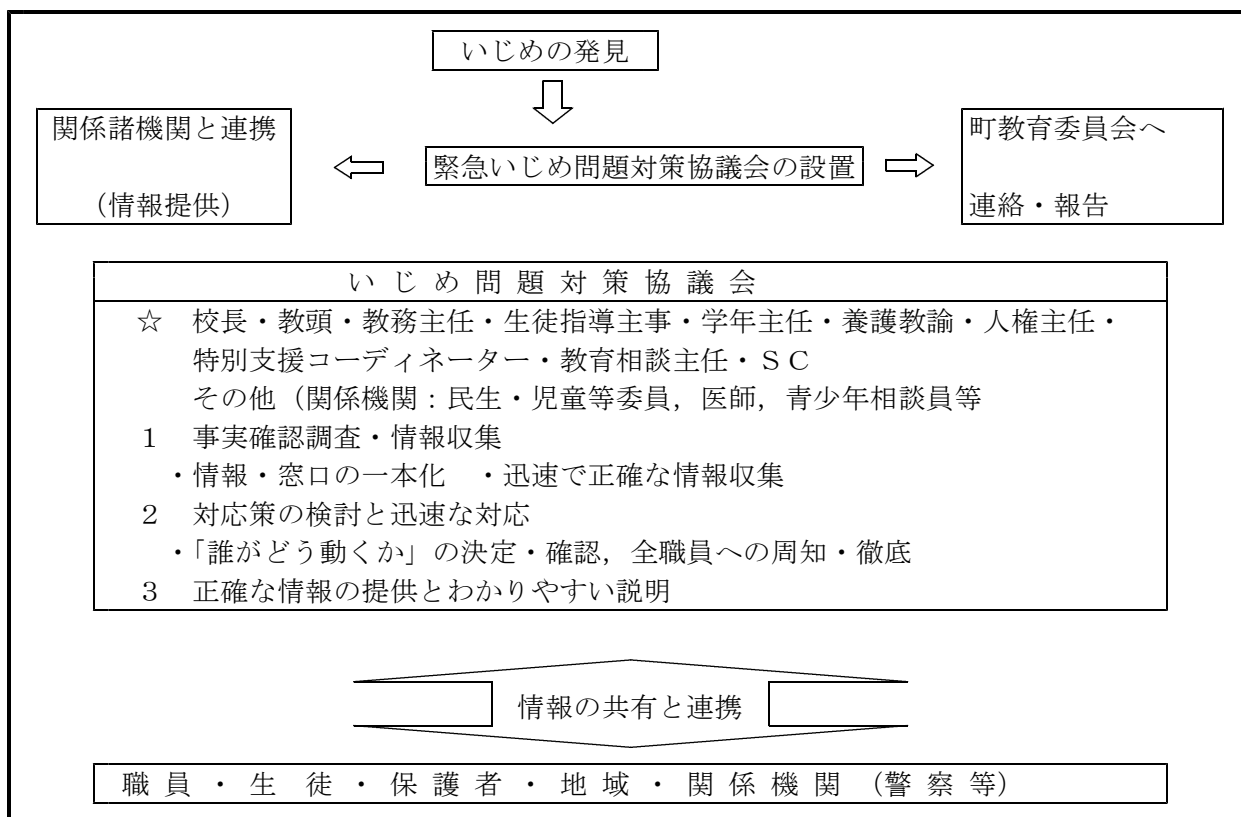 いじめの発見
関係諸機関と連携
(情報提供)
緊急いじめ問題対策協議会の設置
町教育委員会へ
連絡・報告
いじめ問題対策協議会
☆ 校長・教頭・教務主任・生徒指導主事・学年主任・養護教諭・人権主任・
特別支援コーディネーター・教育相談主任・SC
その他（関係機関：民生・児童等委員，医師，青少年相談員等
1 事実確認調査・情報収集
・情報・窓口の一本化 ・迅速で正確な情報収集
2 対応策の検討と迅速な対応
・「誰がどう動くか」の決定・確認，全職員への周知・徹底
3 正確な情報の提供とわかりやすい説明
情報の共有と連携
職員・生徒・保護者・地域・関係機関（警察等）